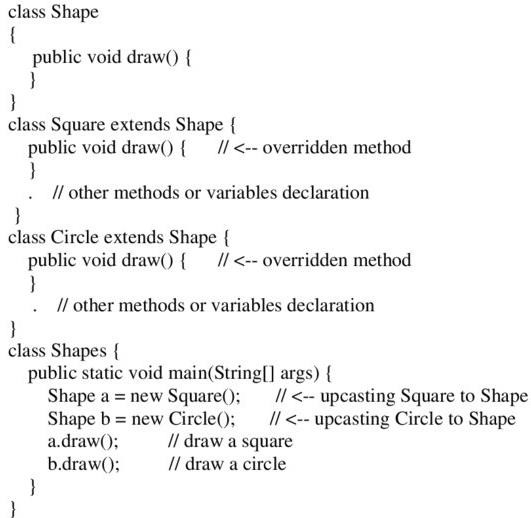 class Shape
{
public void draw() {
}
}
class Square extends Shape {
public void draw() { // <-- overridden method
}
. // other methods or variables declaration
}
class Circle extends Shape {
public void draw() { // <-- overridden method
}
. // other methods or variables declaration
}
class Shapes {
public static void main(String[] args) {
Shape a = new Square(); // <-- upcasting Square to Shape
Shape b = new Circle(); // <-- upcasting Circle to Shape
a.draw(); // draw a square
b.draw(); // draw a circle
}
}